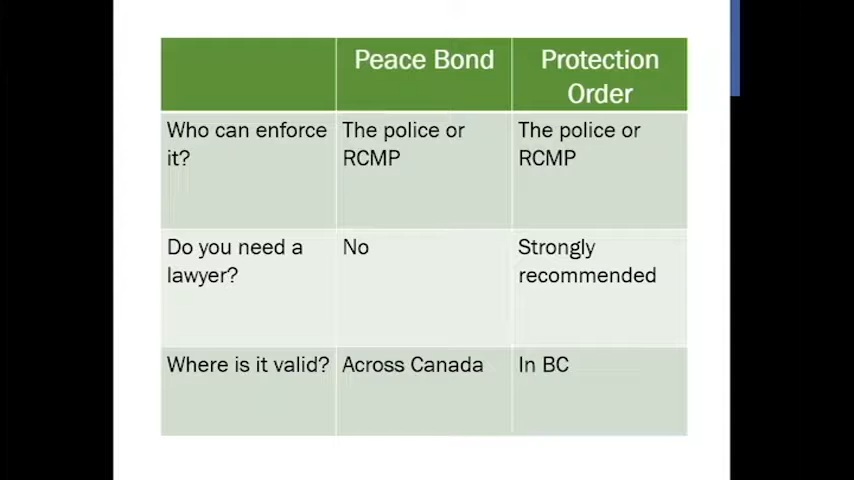 Peace Bond
Protection
Order
Who can enforce
it?
The police or
RCMP
The police or
RCMP
Do you need a
lawyer?
No
Strongly
recommended
Where is it valid?
Across Canada
In BC